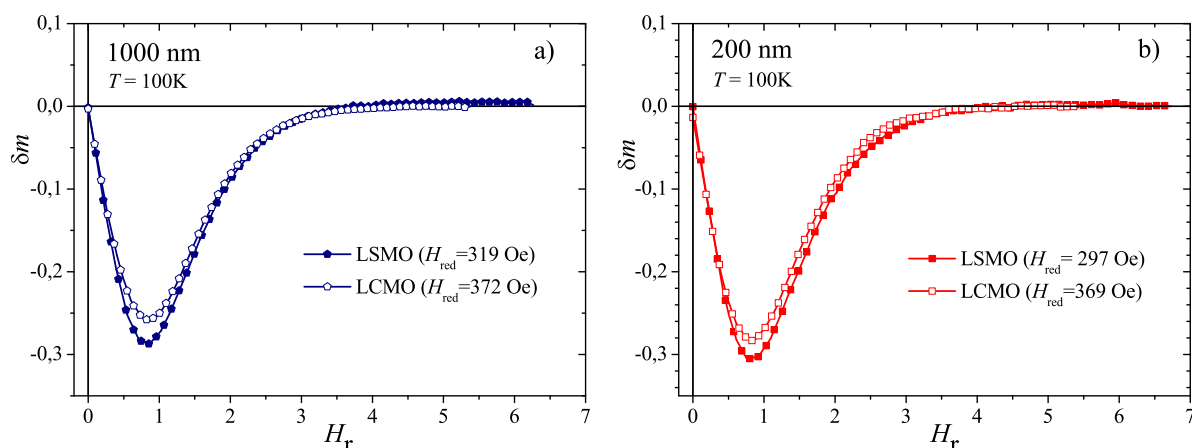 1000 nm
T = 100K
a)
0,1
0,0
-0,1
-0,2
-0,3
δm
LSMO (Hred=319 Oe)
LCMO (Hred=372 Oe)
0 1 2 3 4 5 6 7
Hr
200 nm
T = 100K
b)
0,1
0,0
-0,1
-0,2
-0,3
δm
LSMO (Hred= 297 Oe)
LCMO (Hred=369 Oe)
0 1 2 3 4 5 6 7
Hr